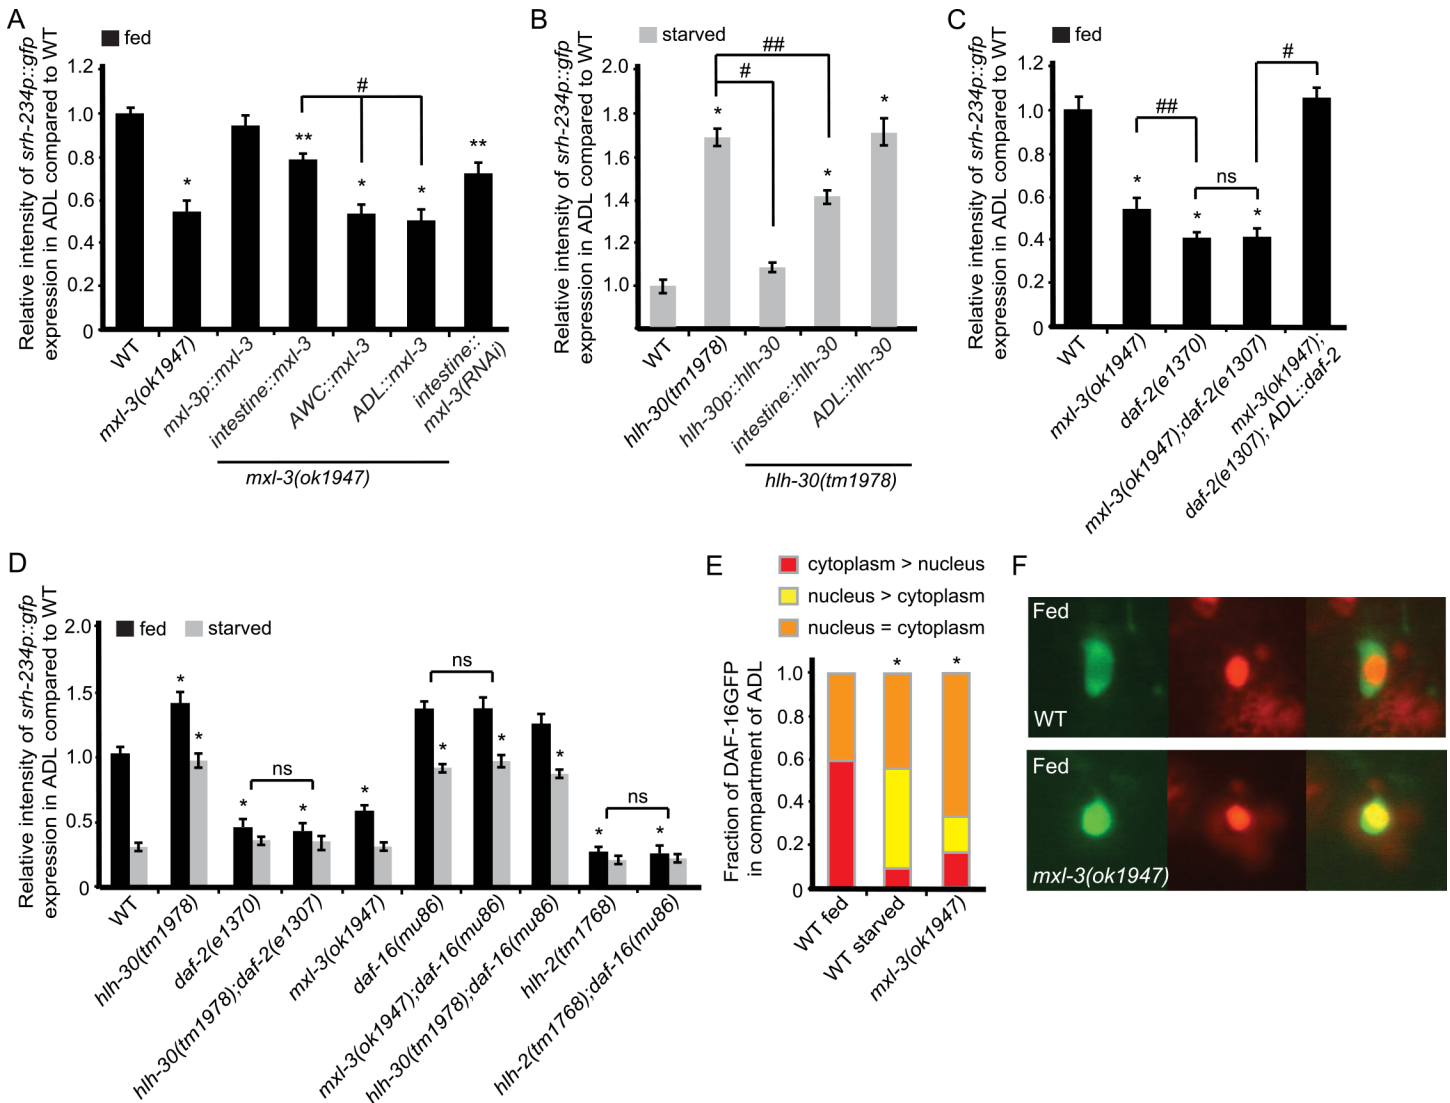 A
fed
Relative intensity of srh-234p::gfp
expression in ADL compared to WT
1.2
1.0
0.8
0.6
0.4
0.2
0
*
**
#
*
*
**
WT
mxl-3(ok1947)
mxl-3p::mxl-3
intestine::mxl-3
AWC::mxl-3
ADL::mxl-3
intestine::
mxl-3(RNAi)
mxl-3(ok1947)
B
starved
Relative intensity of srh-234p::gfp
expression in ADL compared to WT
2.0
1.8
1.6
1.4
1.2
1.0
##
#
*
*
*
WT
hlh-30(tm1978)
hlh-30p::hlh-30
intestine::hlh-30
ADL::hlh-30
hlh-30(tm1978)
C
fed
Relative intensity of srh-234p::gfp
expression in ADL compared to WT
1.2
1.0
0.8
0.6
0.4
0.2
0
#
##
ns
*
*
*
WT
mxl-3(ok1947)
daf-2(e1370)
mxl-3(ok1947);daf-2(e1307)
mxl-3(ok1947);
daf-2(e1307); ADL::daf-2
D
fed
starved
Relative intensity of srh-234p::gfp
expression in ADL compared to WT
2.0
1.5
1.0
0.5
0
*
*
ns
*
*
*
ns
*
*
*
ns
*
*
WT
hlh-30(tm1978)
daf-2(e1370)
hlh-30(tm1978);daf-2(e1307)
mxl-3(ok1947)
daf-16(mu86)
mxl-3(ok1947);daf-16(mu86)
hlh-30(tm1978);daf-16(mu86)
hlh-2(tm1768)
hlh-2(tm1768);daf-16(mu86)
E
cytoplasm > nucleus
nucleus > cytoplasm
nucleus = cytoplasm
Fraction of DAF-16GFP
in compartment of ADL
1.0
0.8
0.6
0.4
0.2
0
*
*
WT fed
WT starved
mxl-3(ok1947)
F
Fed
WT
Fed
mxl-3(ok1947)